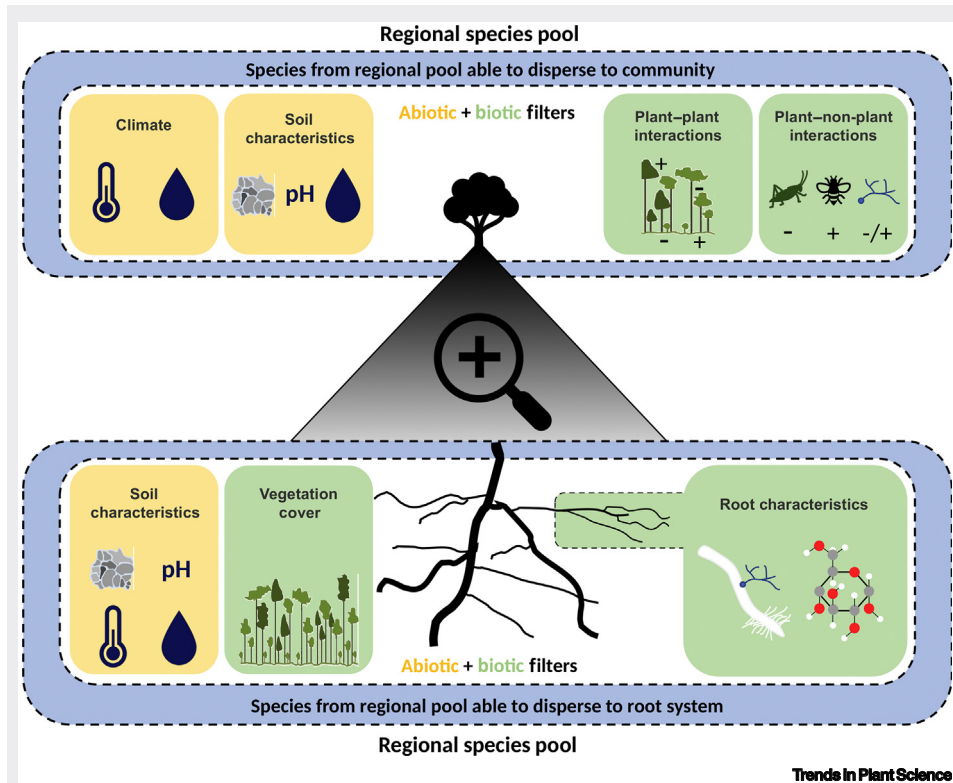 Regional species pool
Species from regional pool able to disperse to community
Climate
Soil
characteristics
pH
Abiotic + biotic filters
Plant–plant
interactions
+
-
-
+
Plant–non-plant
interactions
-
+
-/+
+
Soil
characteristics
pH
Vegetation
cover
Root characteristics
Abiotic + biotic filters
Species from regional pool able to disperse to root system
Regional species pool
Trends in Plant Science